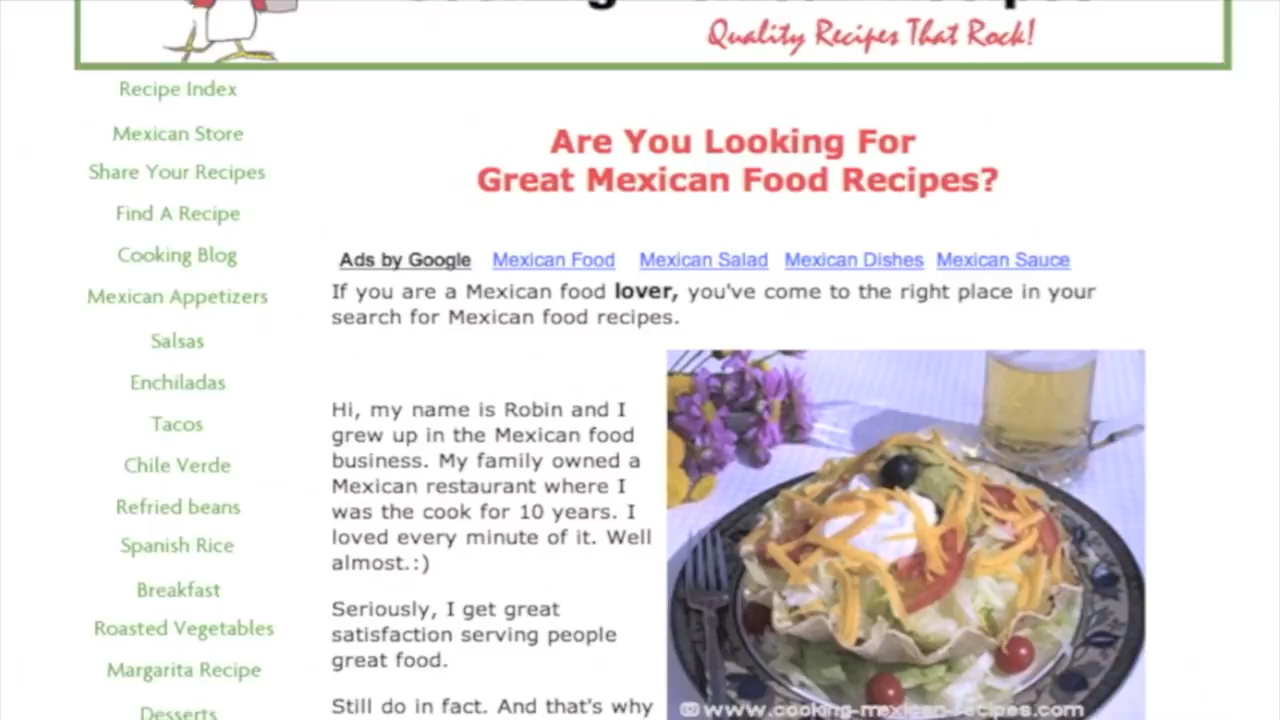 Quality Recipes That Rock!
Recipe Index
Mexican Store
Share Your Recipes
Find A Recipe
Cooking Blog
Mexican Appetizers
Salsas
Enchiladas
Tacos
Chile Verde
Refried beans
Spanish Rice
Breakfast
Roasted Vegetables
Margarita Recipe
Desserts
Are You Looking For
Great Mexican Food Recipes?
Ads by Google Mexican Food Mexican Salad Mexican Dishes Mexican Sauce
If you are a Mexican food lover, you've come to the right place in your
search for Mexican food recipes.
Hi, my name is Robin and I
grew up in the Mexican food
business. My family owned a
Mexican restaurant where I
was the cook for 10 years. I
loved every minute of it. Well
almost.:)
Seriously, I get great
satisfaction serving people
great food.
Still do in fact. And that's why
© www.cooking-mexican-recipes.com